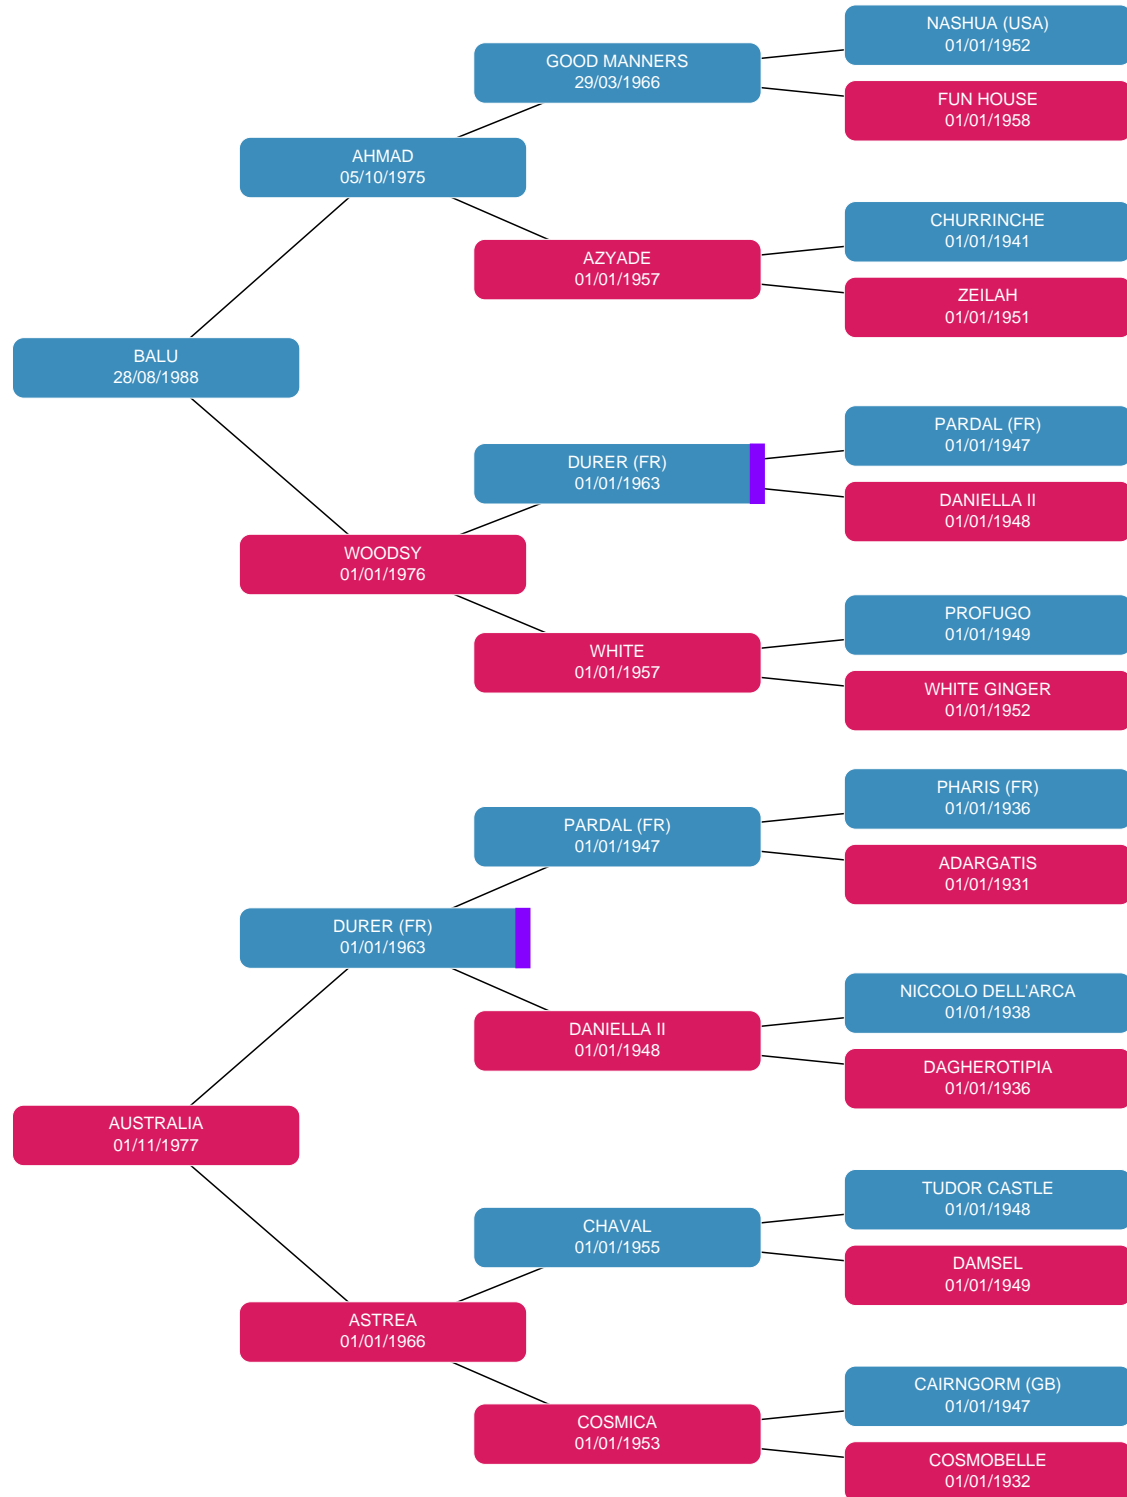 NASHUA (USA)
01/01/1952
GOOD MANNERS
29/03/1966
FUN HOUSE
01/01/1958
AHMAD
05/10/1975
CHURRINCHE
01/01/1941
AZYADE
01/01/1957
ZEILAH
01/01/1951
BALU
28/08/1988
PARDAL (FR)
01/01/1947
DURER (FR)
01/01/1963
DANIELLA II
01/01/1948
WOODSY
01/01/1976
PROFUGO
01/01/1949
WHITE
01/01/1957
WHITE GINGER
01/01/1952
PHARIS (FR)
01/01/1936
PARDAL (FR)
01/01/1947
ADARGATIS
01/01/1931
DURER (FR)
01/01/1963
NICCOLO DELL'ARCA
01/01/1938
DANIELLA II
01/01/1948
DAGHEROTIPIA
01/01/1936
AUSTRALIA
01/11/1977
TUDOR CASTLE
01/01/1948
CHAVAL
01/01/1955
DAMSEL
01/01/1949
ASTREA
01/01/1966
CAIRNGORM (GB)
01/01/1947
COSMICA
01/01/1953
COSMOBELLE
01/01/1932